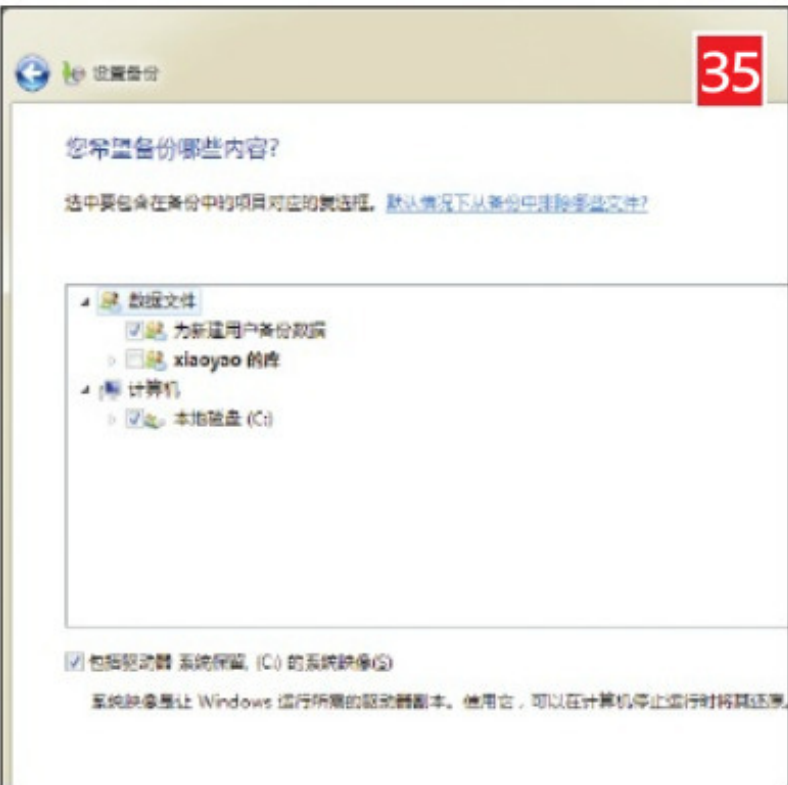 35
设置备份
您希望备份哪些内容?
选中要包含在备份中的项目对应的复选框。默认情况下从备份中排除哪些文件?
数据文件
为新建用户备份数据
xiaoyao 的库
计算机
本地磁盘 (C:)
包括驱动器 系统保留, (C:) 的系统映像(S)
系统映像是让 Windows 运行所需的驱动器副本。使用它，可以在计算机停止运行时将其还原。